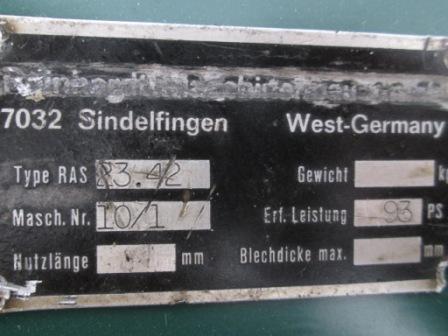 7032 Sindelfingen West-Germany
Type RAS 23.42 Gewicht kg
Masch. Nr. 10/1 Erf. Leistung 93 PS
Nutzlänge mm Blechdicke max. mm